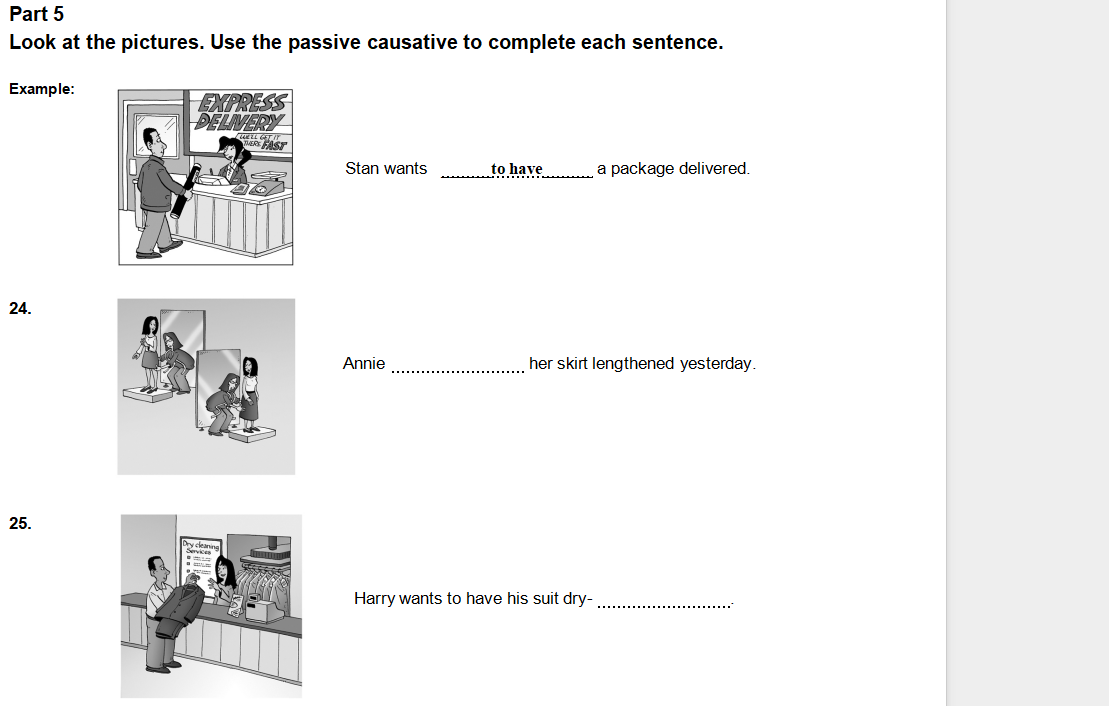 Part 5
Look at the pictures. Use the passive causative to complete each sentence.
Example:
EXPRESS
DELIVERY
WE'LL GET IT
THERE FAST
Stan wants ........to have........ a package delivered.
24.
Annie ........................ her skirt lengthened yesterday.
25.
Dry cleaning
Services
Harry wants to have his suit dry- .........................